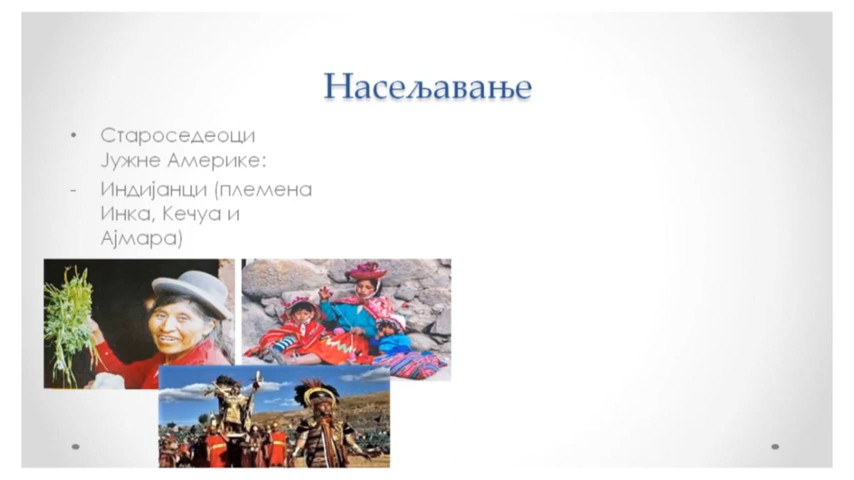 Насељавање
• Староседеоци
Јужне Америке:
- Индијанци (племена
Инка, Кечуа и
Ајмара)